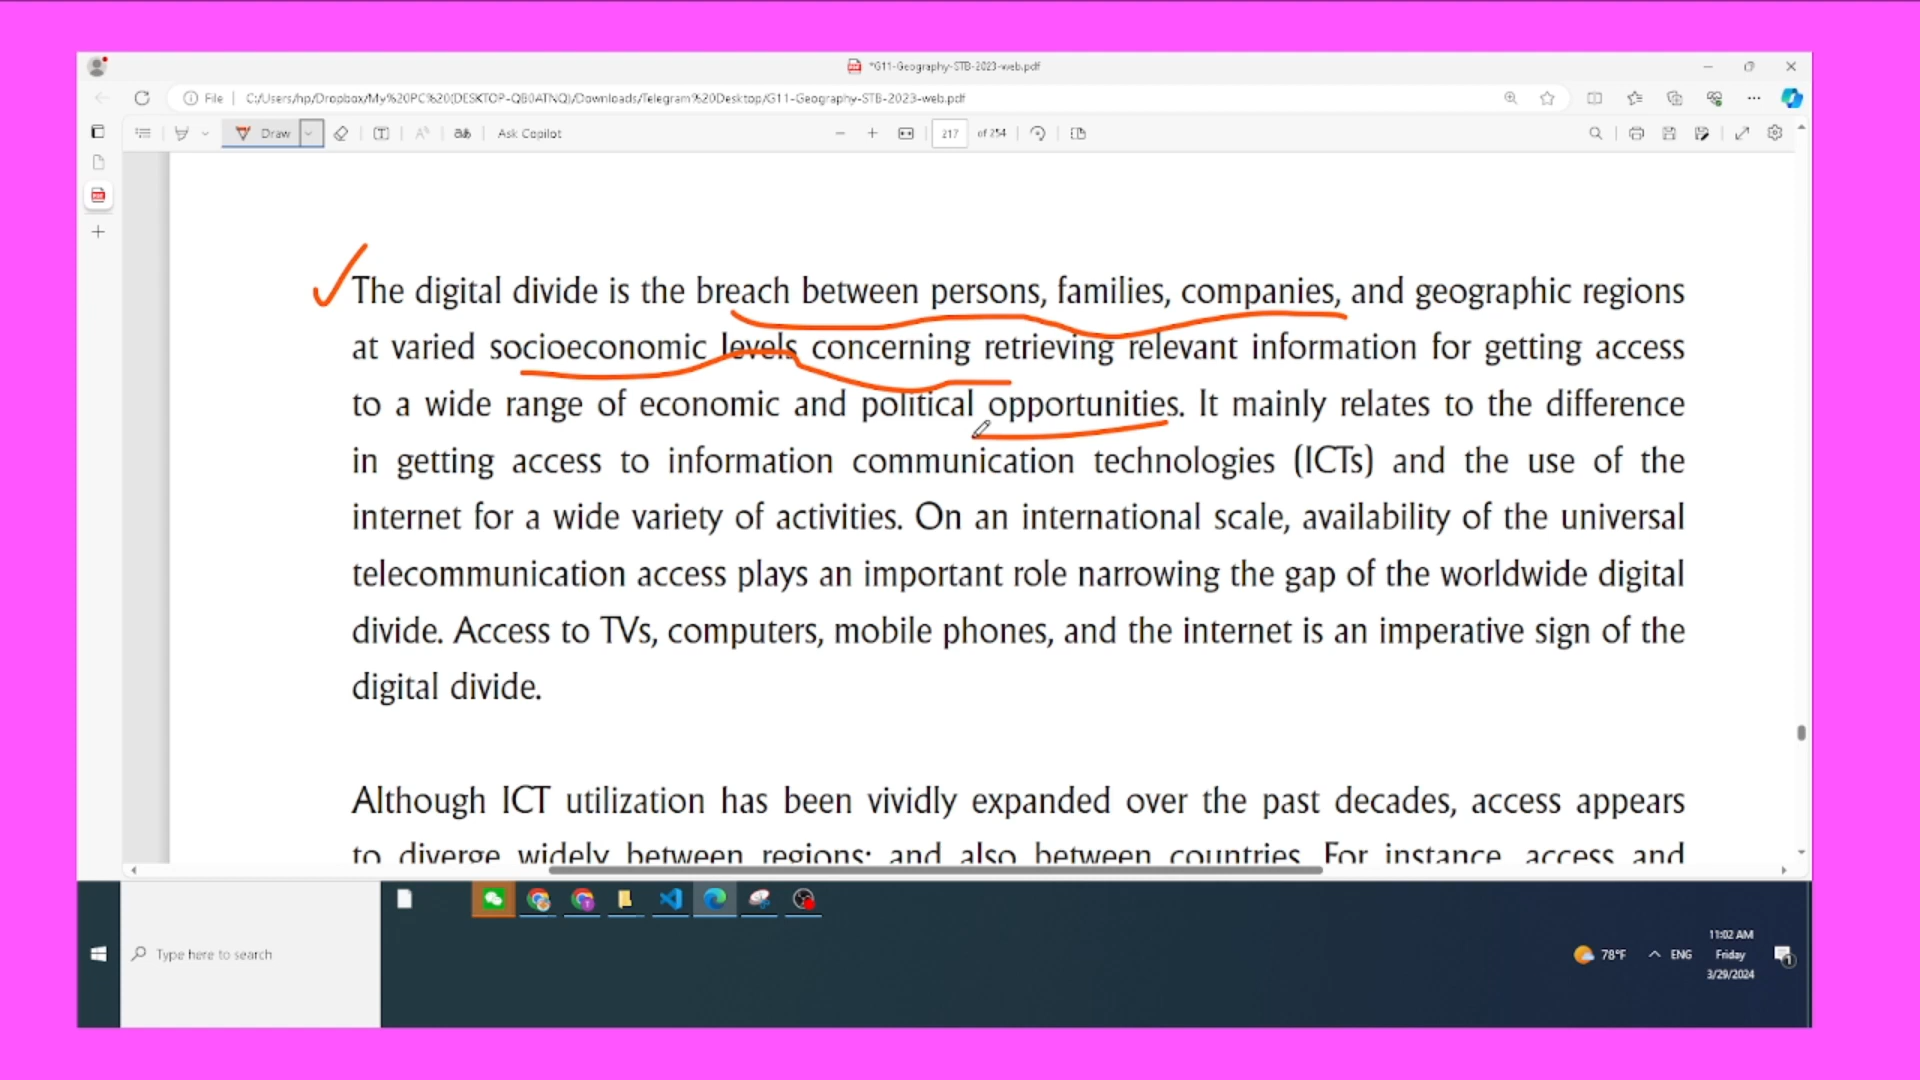 *G11-Geography-STB-2023-web.pdf
File | C:/Users/hp/Dropbox/My%20PC%20(DESKTOP-QB0ATNQ)/Downloads/Telegram%20Desktop/G11-Geography-STB-2023-web.pdf
Draw
Ask Copilot
217 of 254
The digital divide is the breach between persons, families, companies, and geographic regions
at varied socioeconomic levels concerning retrieving relevant information for getting access
to a wide range of economic and political opportunities. It mainly relates to the difference
in getting access to information communication technologies (ICTs) and the use of the
internet for a wide variety of activities. On an international scale, availability of the universal
telecommunication access plays an important role narrowing the gap of the worldwide digital
divide. Access to TVs, computers, mobile phones, and the internet is an imperative sign of the
digital divide.
Although ICT utilization has been vividly expanded over the past decades, access appears
to diverge widely between regions; and also between countries. For instance, access and
Type here to search
78°F
ENG
11:02 AM
Friday
3/29/2024
1